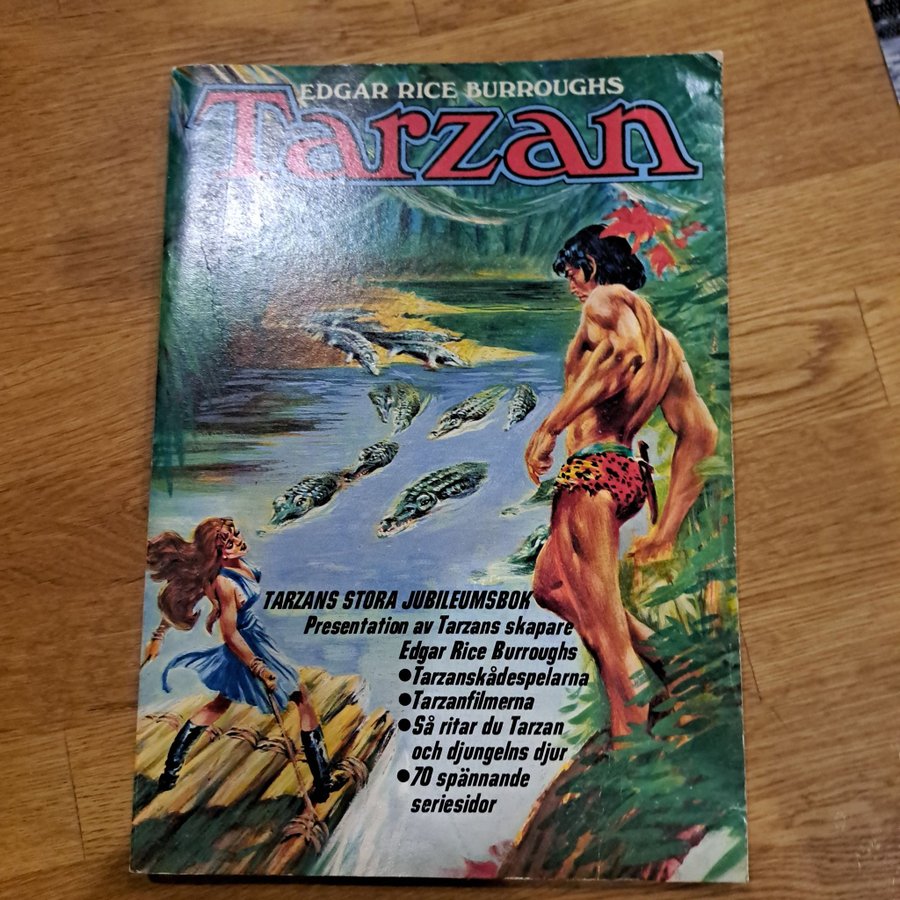 EDGAR RICE BURROUGHS
Tarzan
TARZANS STORA JUBILEUMSBOK
Presentation av Tarzans skapare
Edgar Rice Burroughs
●Tarzanskådespelarna
●Tarzanfilmerna
●Så ritar du Tarzan
och djungelns djur
●70 spännande
seriesidor